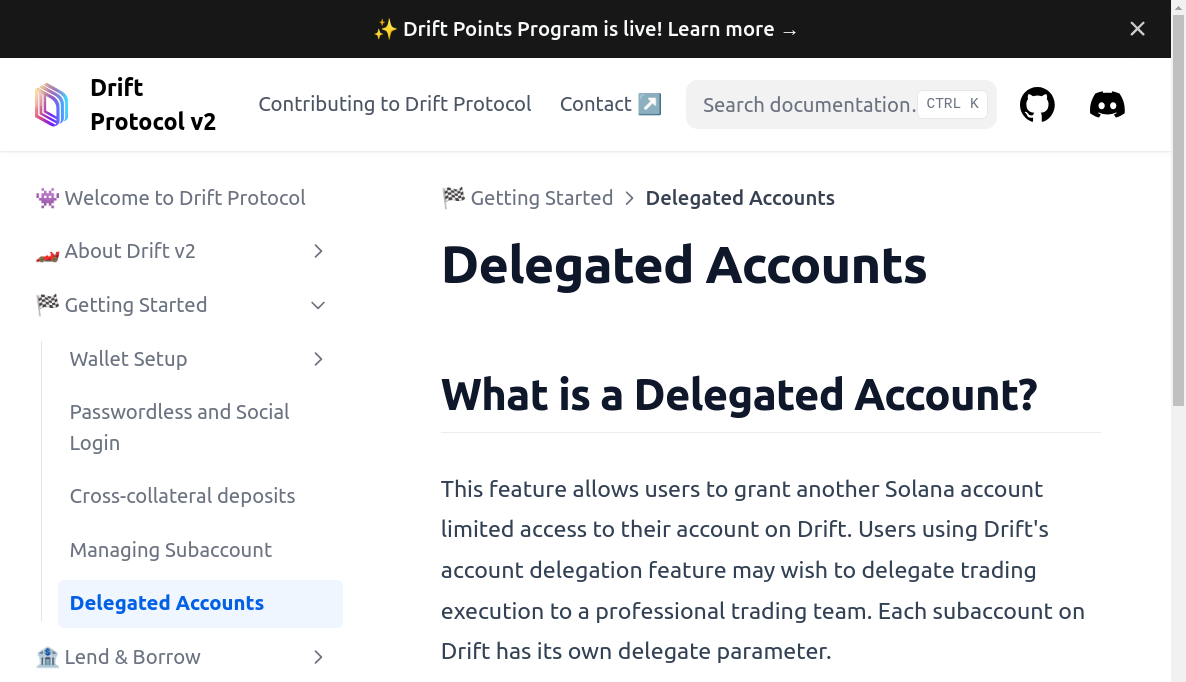 ✨ Drift Points Program is live! Learn more →
Drift
Protocol v2
Contributing to Drift Protocol
Contact ↗️
Search documentation.
CTRL K
👾 Welcome to Drift Protocol
🏎️ About Drift v2
🏁 Getting Started
Wallet Setup
Passwordless and Social
Login
Cross-collateral deposits
Managing Subaccount
Delegated Accounts
🏦 Lend & Borrow
🏁 Getting Started > Delegated Accounts
Delegated Accounts
What is a Delegated Account?
This feature allows users to grant another Solana account
limited access to their account on Drift. Users using Drift's
account delegation feature may wish to delegate trading
execution to a professional trading team. Each subaccount on
Drift has its own delegate parameter.